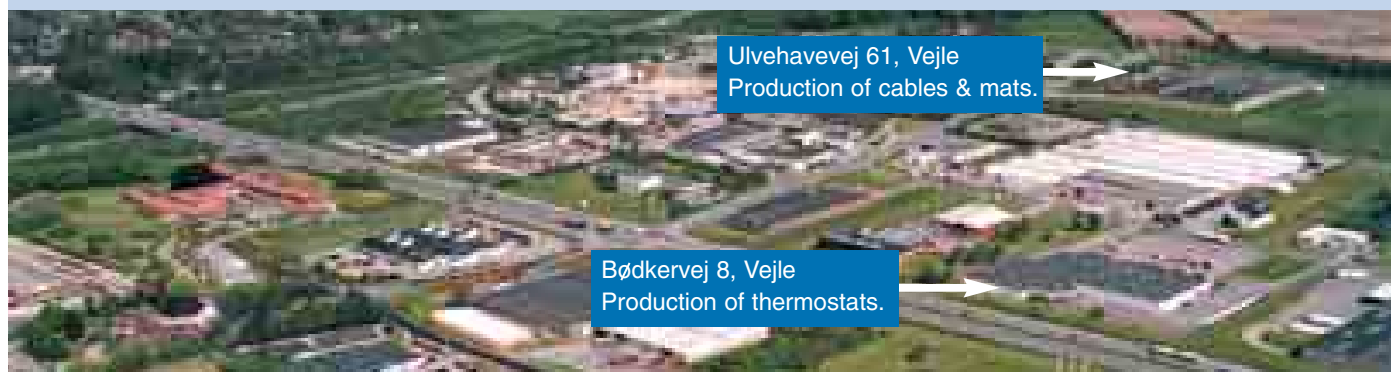 Ulvehavevej 61, Vejle
Production of cables & mats.
Bødkervej 8, Vejle
Production of thermostats.